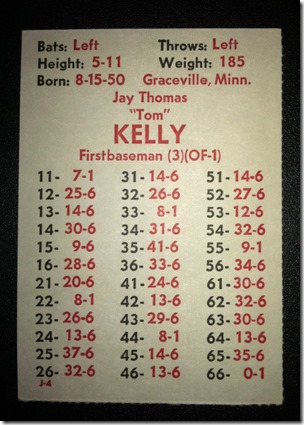 Bats: Left Throws: Left
Height: 5-11 Weight: 185
Born: 8-15-50 Graceville, Minn.
Jay Thomas
"Tom"
KELLY
Firstbaseman (3)(OF-1)
11- 7-1 31- 14-6 51- 14-6
12- 25-6 32- 26-6 52- 27-6
13- 14-6 33- 8-1 53- 12-6
14- 30-6 34- 31-6 54- 32-6
15- 9-6 35- 41-6 55- 9-1
16- 28-6 36- 33-6 56- 34-6
21- 20-6 41- 24-6 61- 30-6
22- 8-1 42- 13-6 62- 31-6
23- 26-6 43- 29-6 63- 30-6
24- 13-6 44- 8-1 64- 13-6
25- 37-6 45- 14-6 65- 35-6
26- 32-6 46- 13-6 66- 0-1
J-4